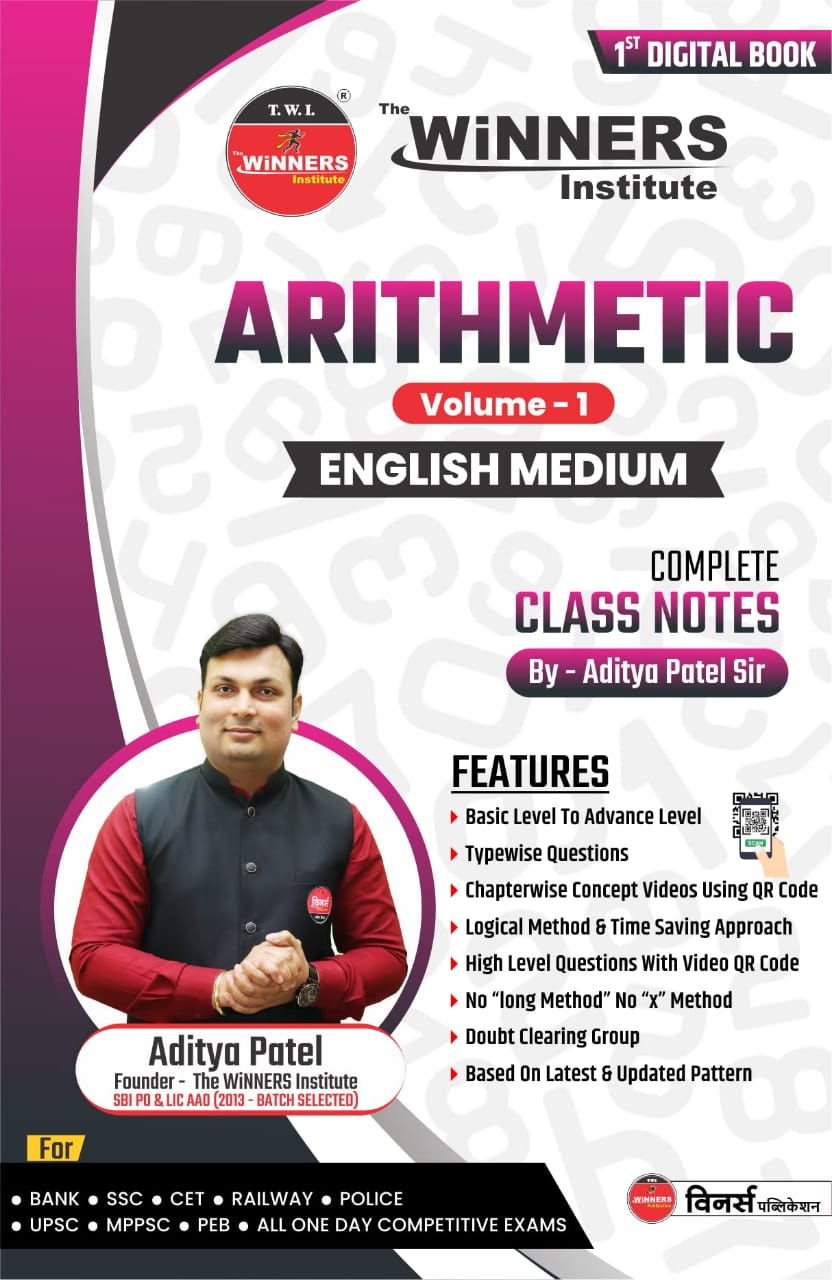 1ST DIGITAL BOOK
T. W. I.
®
The
WiNNERS
Institute
The
WiNNERS
Institute
ARITHMETIC
Volume - 1
ENGLISH MEDIUM
COMPLETE
CLASS NOTES
By - Aditya Patel Sir
FEATURES
Basic Level To Advance Level
Typewise Questions
Chapterwise Concept Videos Using QR Code
Logical Method & Time Saving Approach
High Level Questions With Video QR Code
No “long Method” No “x” Method
Doubt Clearing Group
Based On Latest & Updated Pattern
SCAN
विनर्स
Aditya Patel
Founder - The WiNNERS Institute
SBI PO & LIC AAO (2013 - BATCH SELECTED)
For
• BANK • SSC • CET • RAILWAY • POLICE
• UPSC • MPPSC • PEB • ALL ONE DAY COMPETITIVE EXAMS
WiNNERS
विनर्स पब्लिकेशन